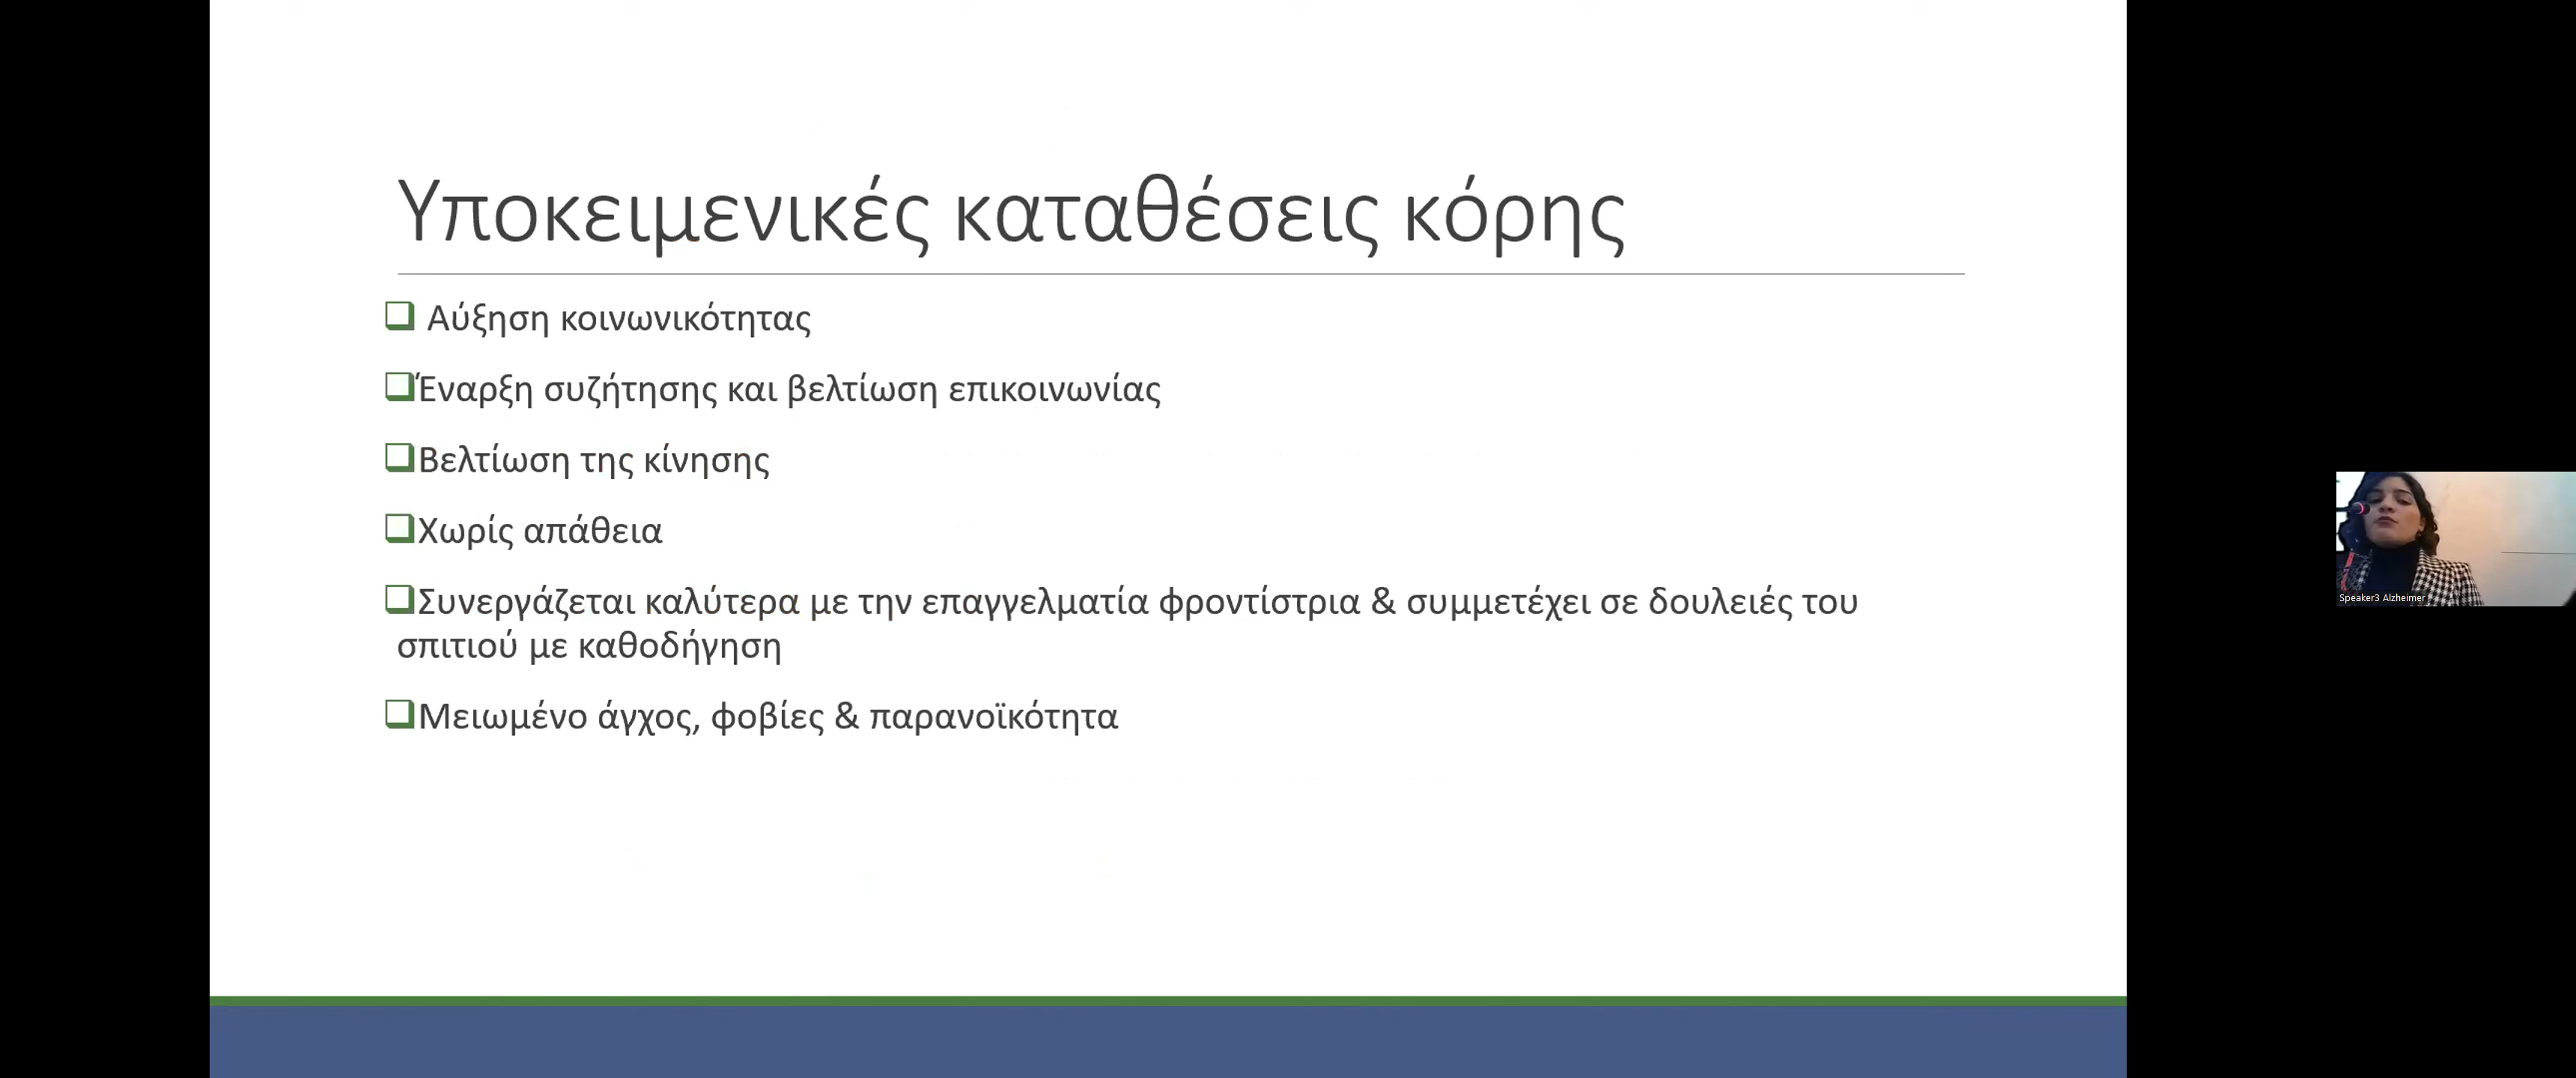 Υποκειμενικές καταθέσεις κόρης
Αύξηση κοινωνικότητας
Έναρξη συζήτησης και βελτίωση επικοινωνίας
Βελτίωση της κίνησης
Χωρίς απάθεια
Συνεργάζεται καλύτερα με την επαγγελματία φροντίστρια & συμμετέχει σε δουλειές του
σπιτιού με καθοδήγηση
Μειωμένο άγχος, φοβίες & παρανοϊκότητα
Speaker3 Alzheimer